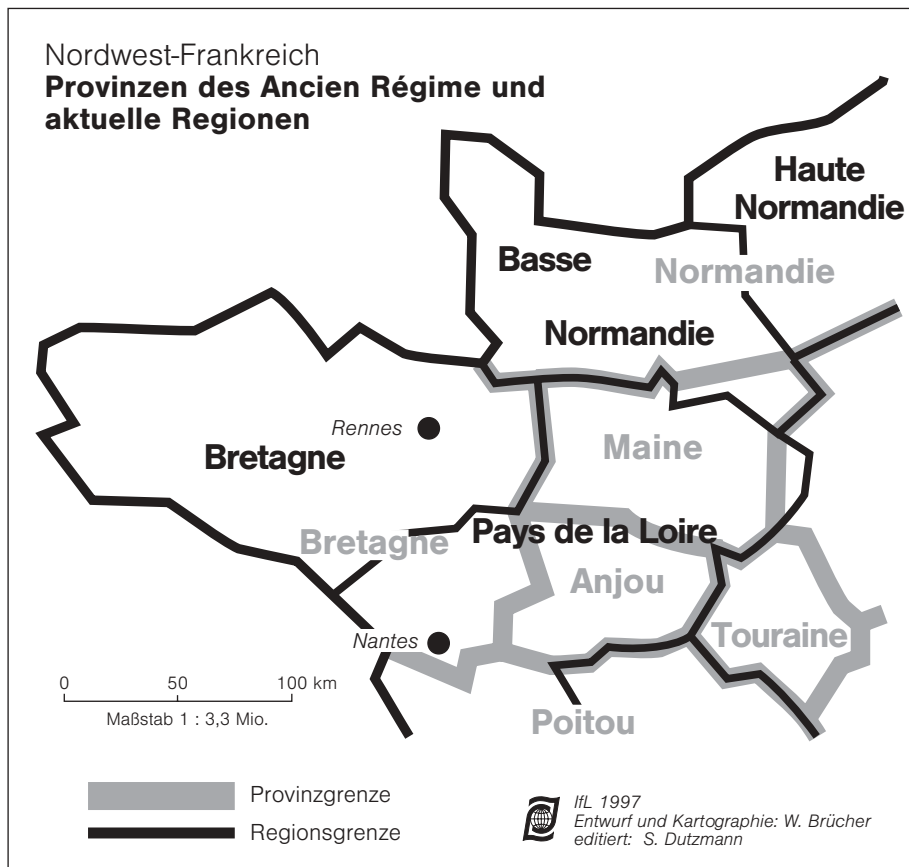 Nordwest-Frankreich
Provinzen des Ancien Régime und
aktuelle Regionen
Haute
Normandie
Basse
Normandie
Normandie
Rennes
Maine
Bretagne
Bretagne
Pays de la Loire
Anjou
Nantes
Touraine
0 50 100 km
Maßstab 1 : 3,3 Mio.
Poitou
Provinzgrenze
Regionsgrenze
IfL 1997
Entwurf und Kartographie: W. Brücher
editiert: S. Dutzmann